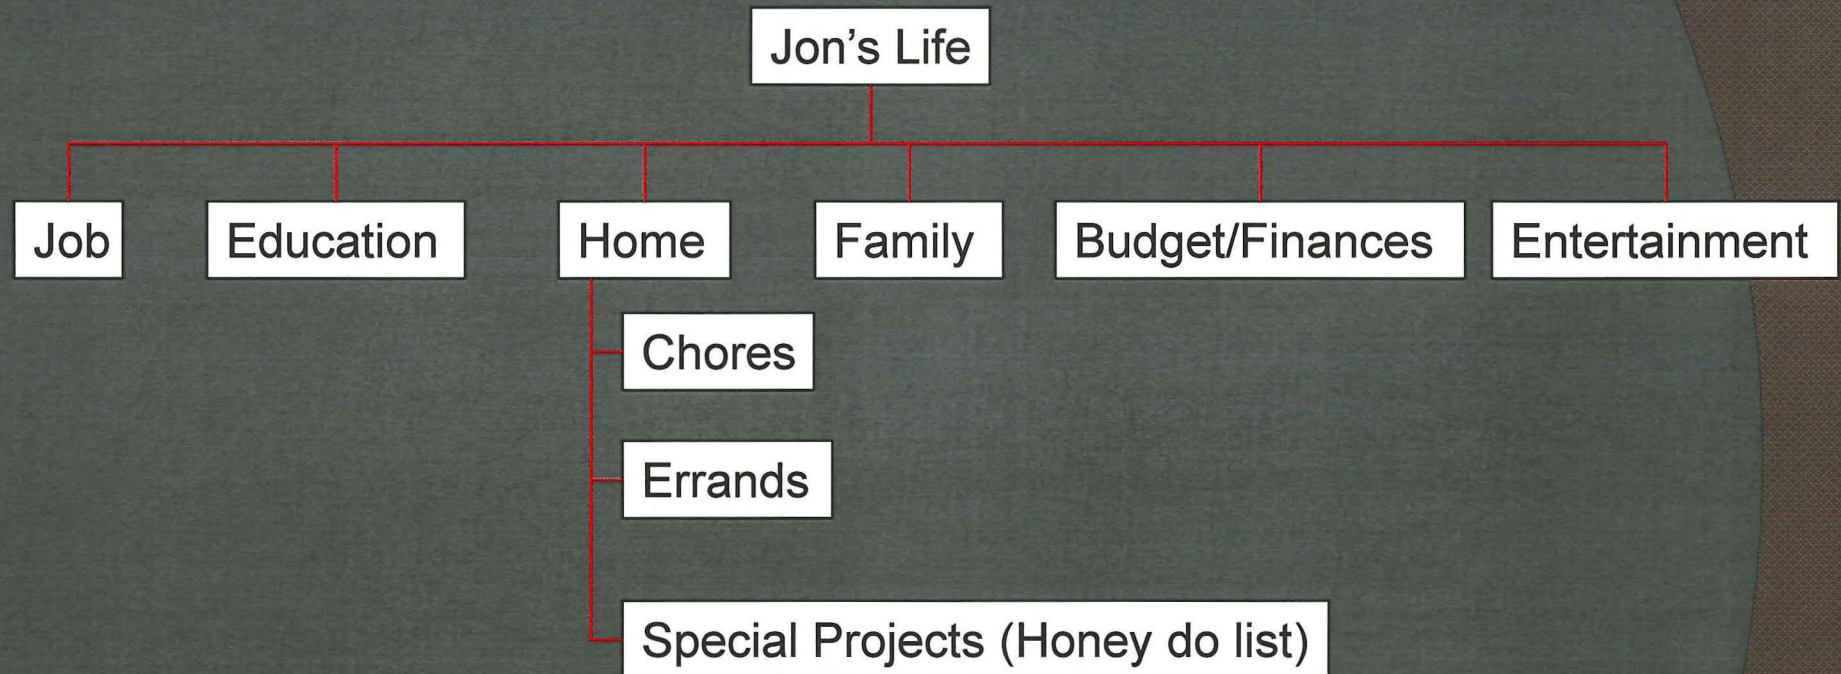 Jon’s Life
Job
Education
Home
Family
Budget/Finances
Entertainment
Chores
Errands
Special Projects (Honey do list)